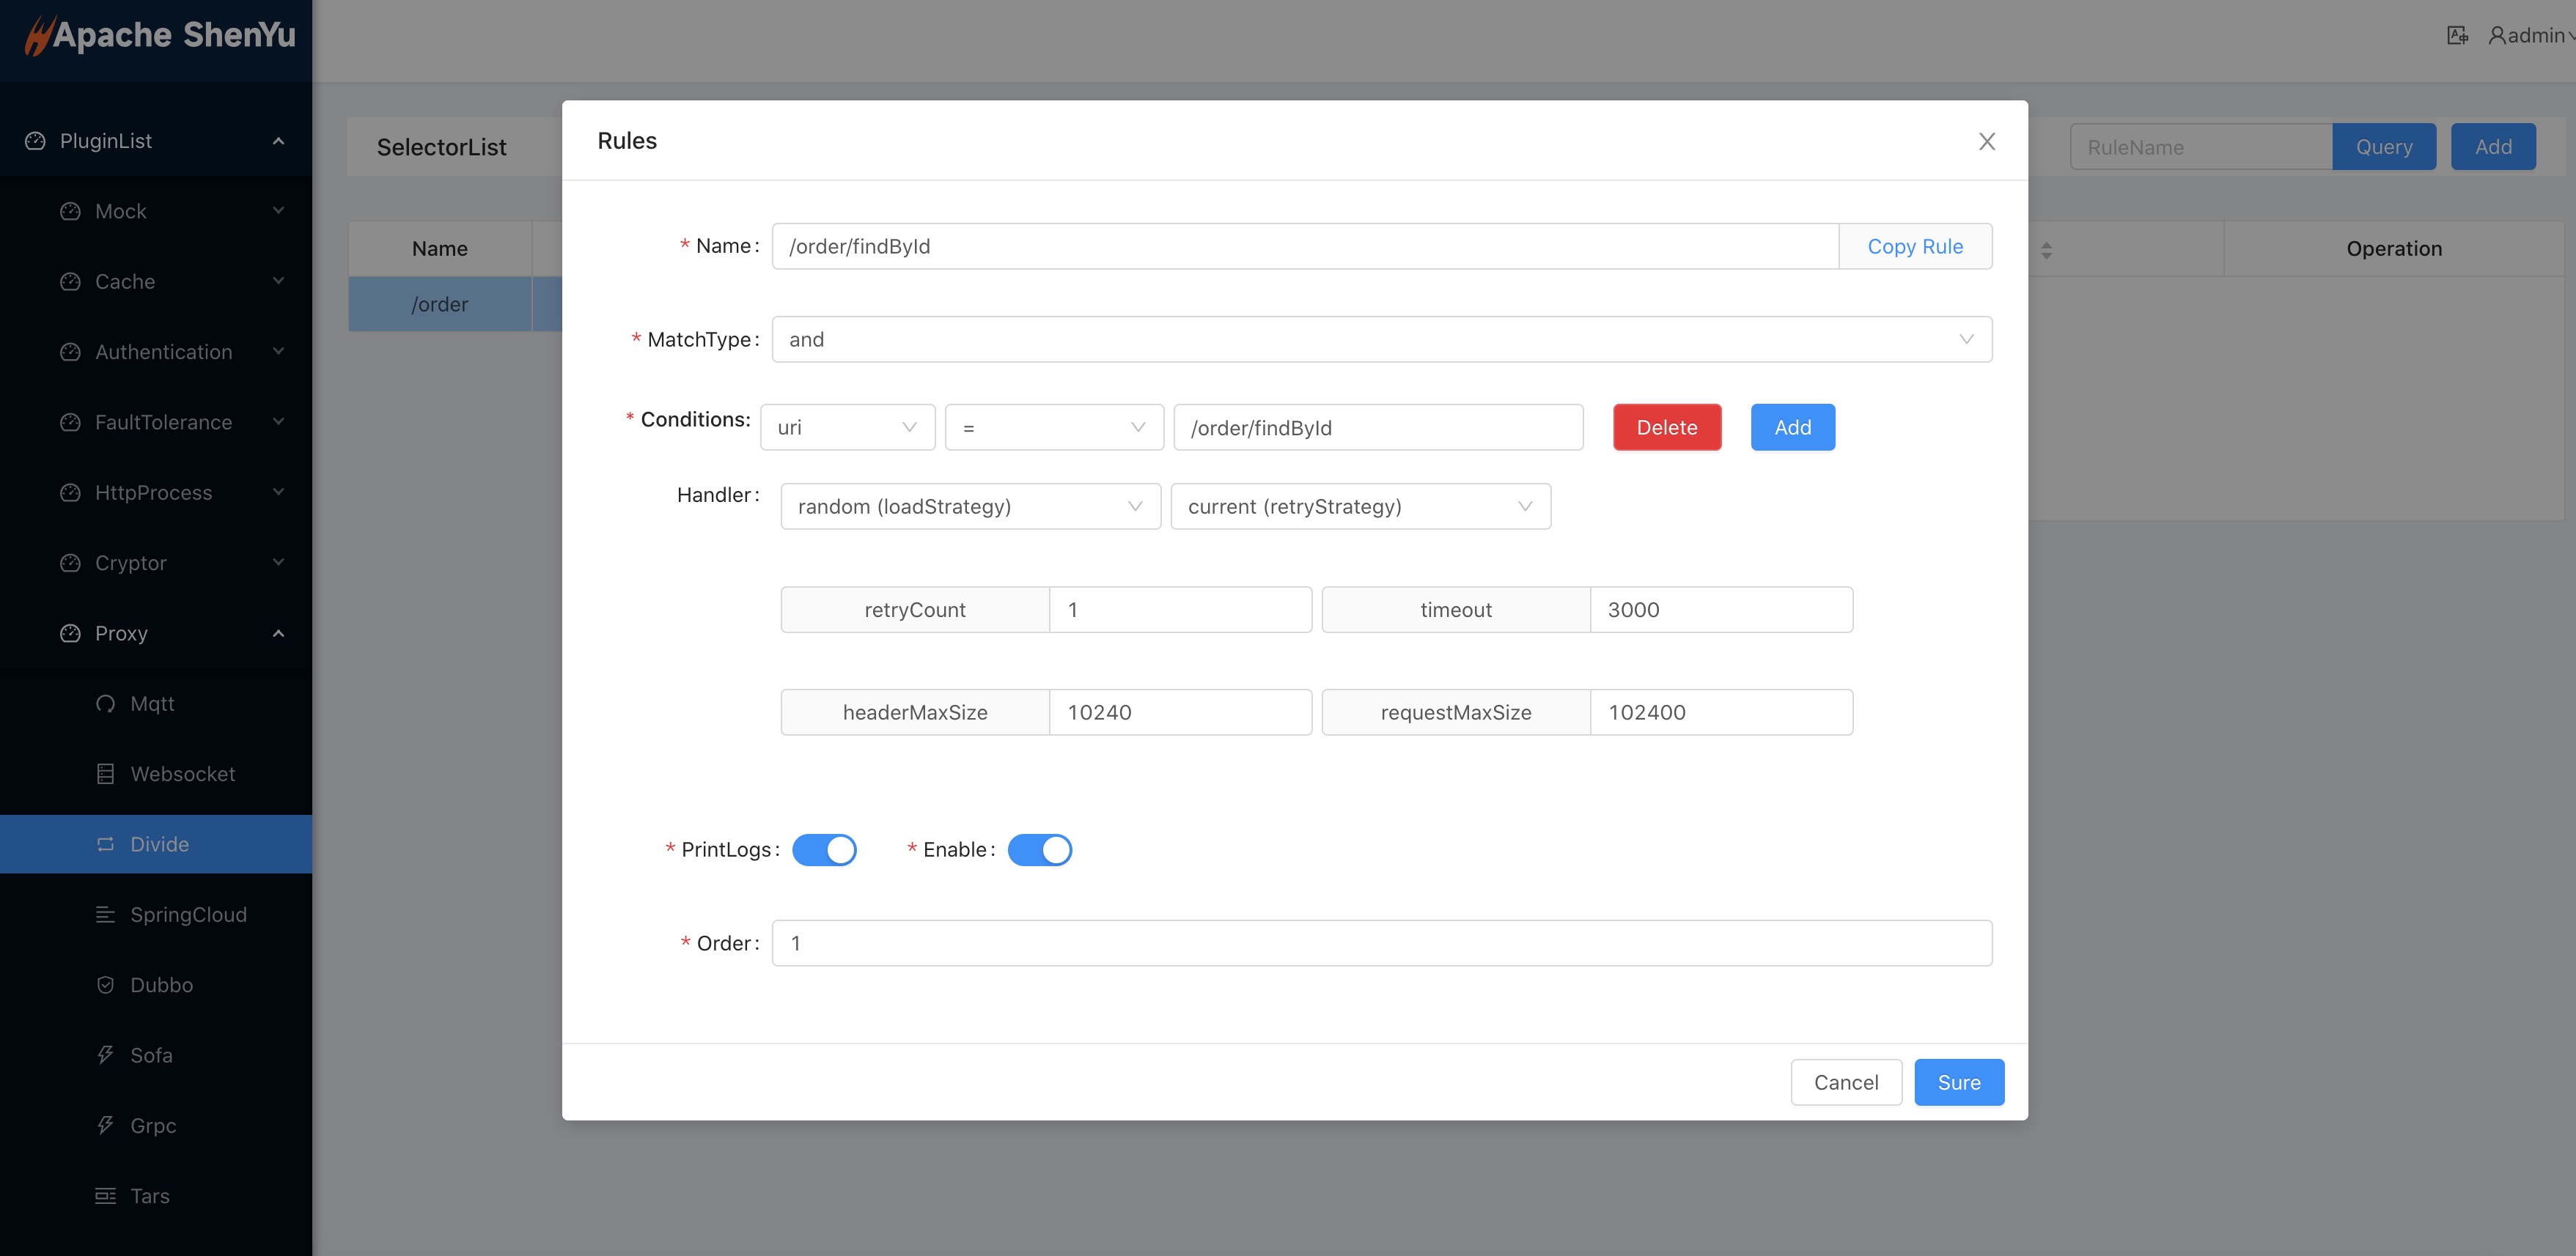 Apache ShenYu
admin
PluginList
Mock
Cache
Authentication
FaultTolerance
HttpProcess
Cryptor
Proxy
Mqtt
Websocket
Divide
SpringCloud
Dubbo
Sofa
Grpc
Tars
SelectorList
RuleName
Query
Add
Name
Operation
/order
Rules
* Name: /order/findById Copy Rule
* MatchType: and
* Conditions: uri = /order/findById Delete Add
Handler: random (loadStrategy) current (retryStrategy)
retryCount 1 timeout 3000
headerMaxSize 10240 requestMaxSize 102400
* PrintLogs: * Enable:
* Order: 1
Cancel Sure